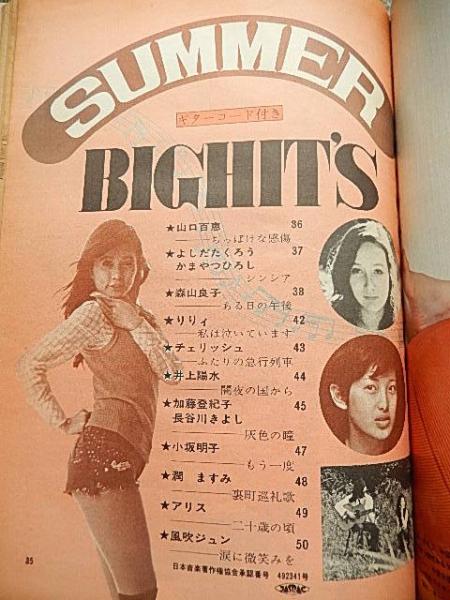 SUMMER
ギターコード付き
BIGHIT'S
★山口百恵 36
ちっぽけな感傷
★よしだたくろう 37
かまやつひろし
シンシア
★森山良子 38
ある日の午後
★りりィ 42
私は泣いています
★チェリッシュ 43
ふたりの急行列車
★井上陽水 44
闇夜の国から
★加藤登紀子 45
長谷川きよし
灰色の瞳
★小坂明子 47
もう一度
★潤 ますみ 48
裏町巡礼歌
★アリス 49
二十歳の頃
★風吹ジュン 50
涙に微笑みを
日本音楽著作権協会承認番号 492341号
JASRAC
35